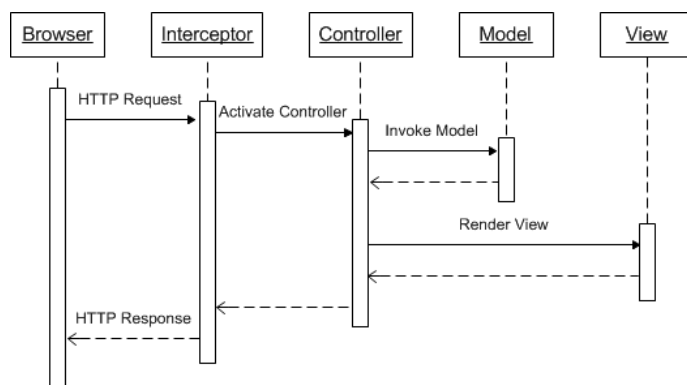 Browser
Interceptor
Controller
Model
View
HTTP Request
Activate Controller
Invoke Model
Render View
HTTP Response